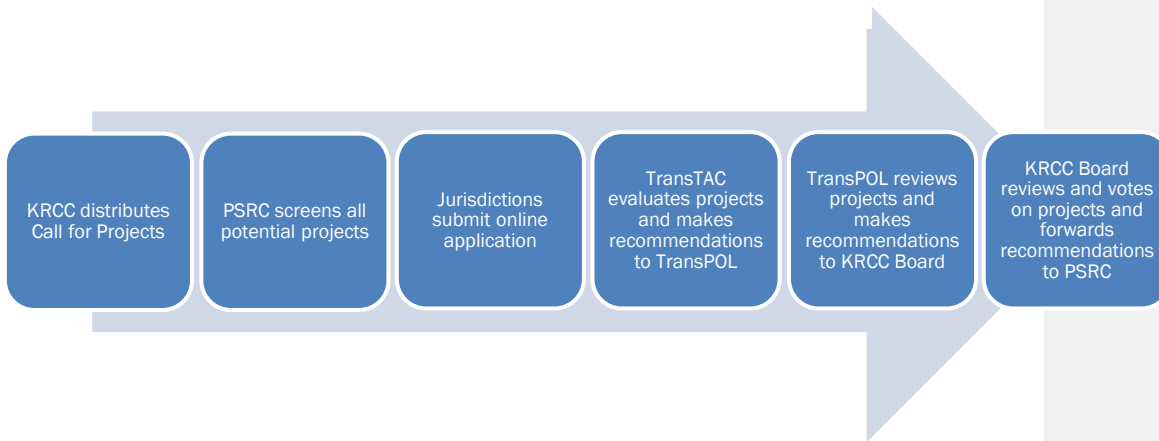 KRCC distributes
Call for Projects
PSRC screens all
potential projects
Jurisdictions
submit online
application
TransTAC
evaluates projects
and makes
recommendations
to TransPOL
TransPOL reviews
projects and
makes
recommendations
to KRCC Board
KRCC Board
reviews and votes
on projects and
forwards
recommendations
to PSRC